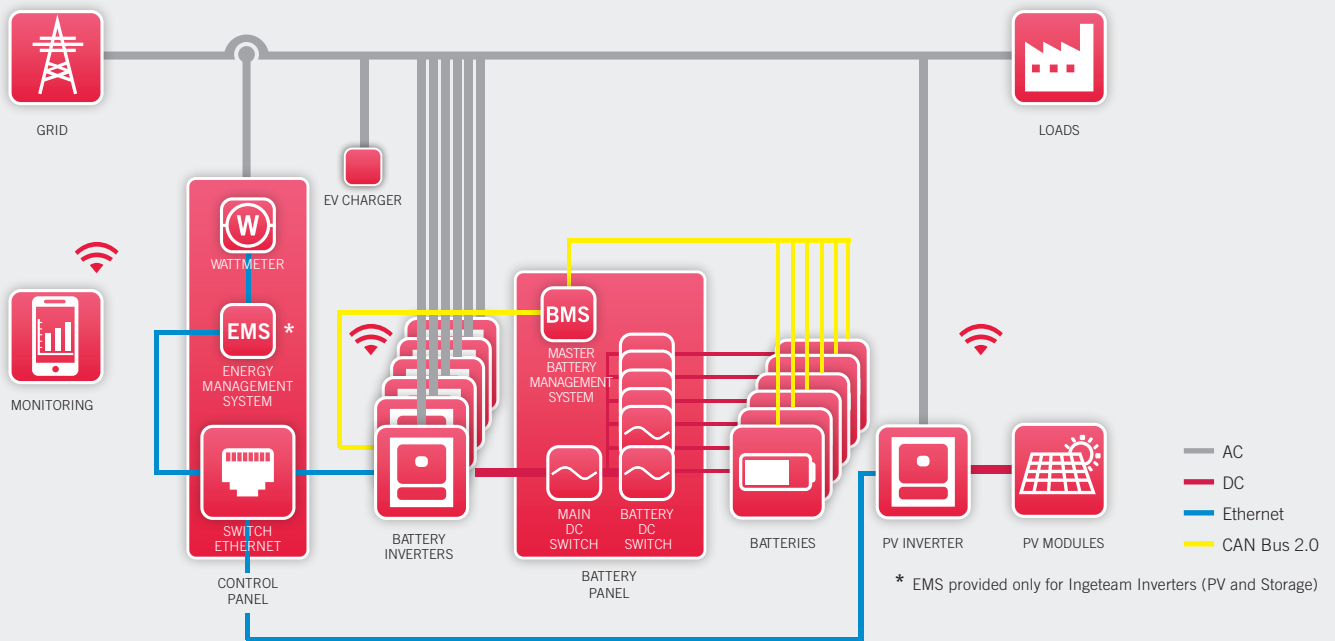 GRID
LOADS
EV CHARGER
W
WATTMETER
EMS *
ENERGY
MANAGEMENT
SYSTEM
MONITORING
SWITCH
ETHERNET
CONTROL
PANEL
BATTERY
INVERTERS
BMS
MASTER
BATTERY
MANAGEMENT
SYSTEM
MAIN
DC
SWITCH
BATTERY
DC
SWITCH
BATTERY
PANEL
BATTERIES
PV INVERTER
PV MODULES
AC
DC
Ethernet
CAN Bus 2.0
* EMS provided only for Ingeteam Inverters (PV and Storage)